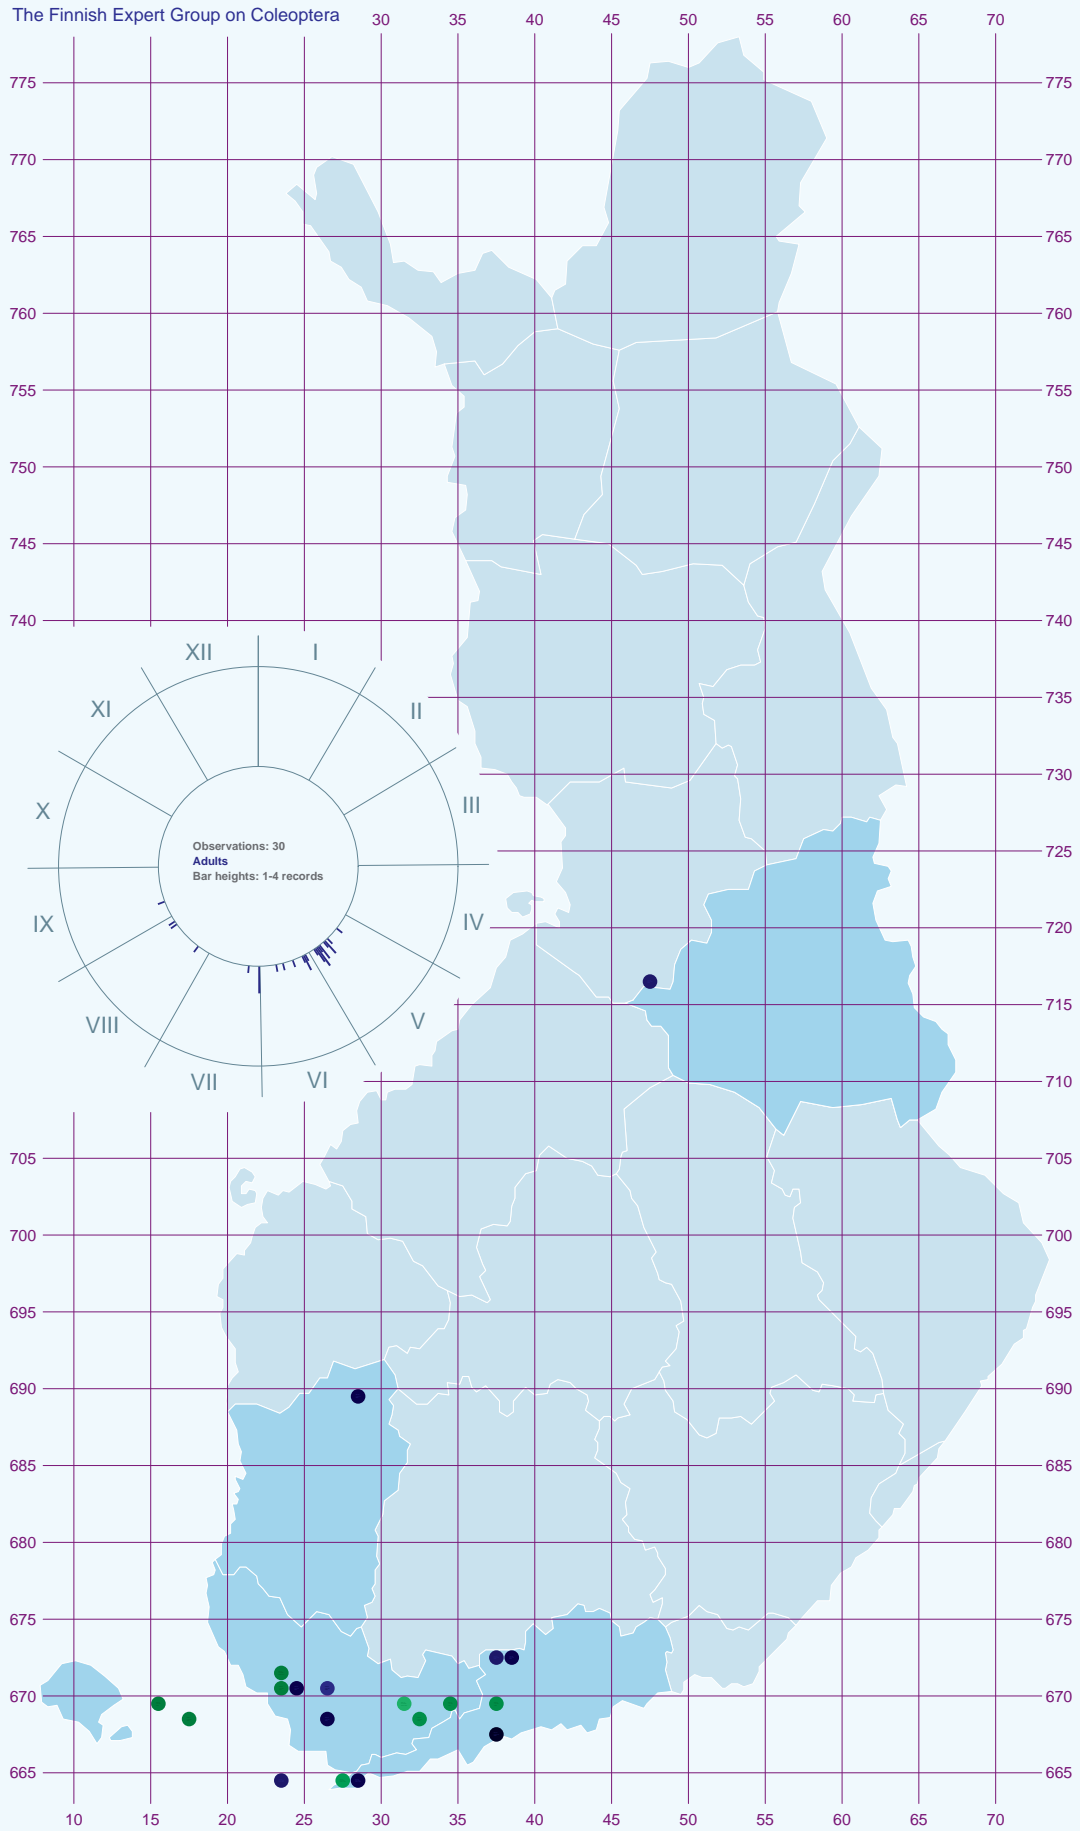 The Finnish Expert Group on Coleoptera
30 35 40 45 50 55 60 65 70
775 775
770 770
765 765
760 760
755 755
750 750
745 745
740 740
XII I
XI II
735
730
X III
Observations: 30
Adults
Bar heights: 1-4 records
725
IX IV
720
VIII V
715
VII VI
710
705 705
700 700
695 695
690 690
685 685
680 680
675 675
670 670
665 665
10 15 20 25 30 35 40 45 50 55 60 65 70